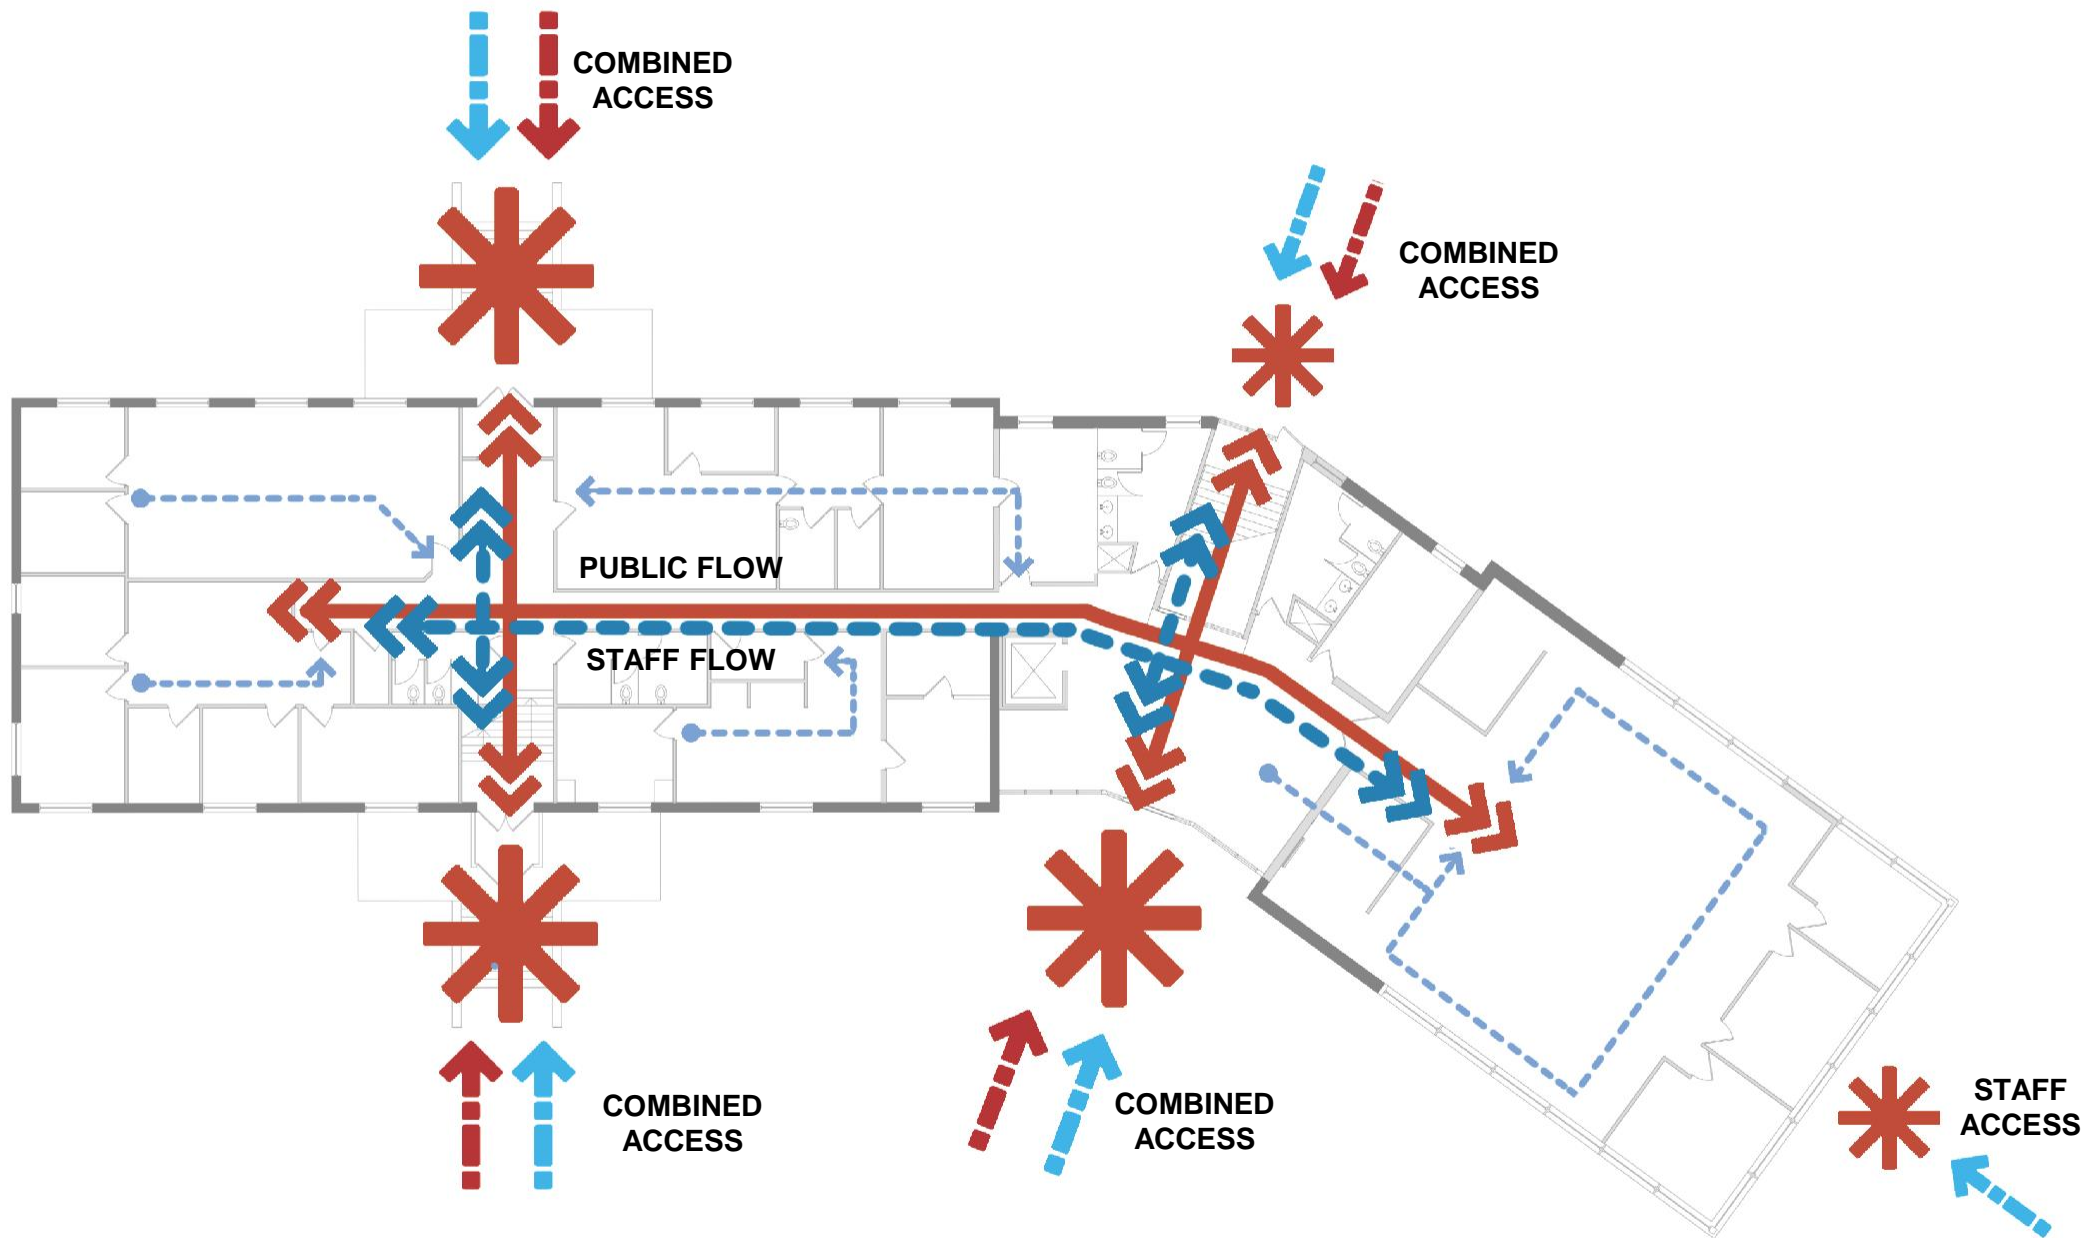 COMBINED
ACCESS
COMBINED
ACCESS
PUBLIC FLOW
STAFF FLOW
COMBINED
ACCESS
COMBINED
ACCESS
STAFF
ACCESS